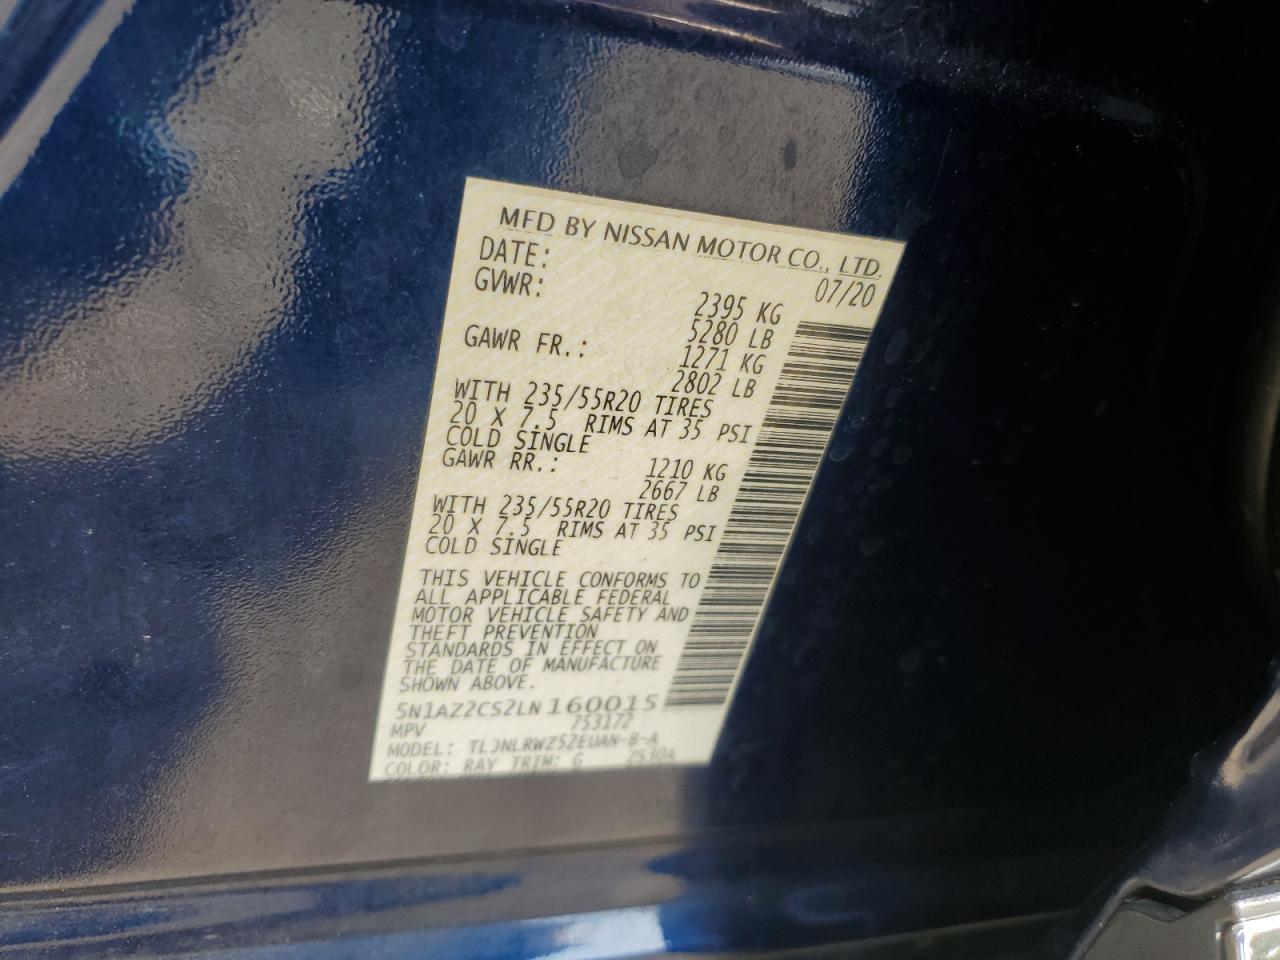 MFD BY NISSAN MOTOR CO., LTD.
DATE: 07/20
GVWR: 2395 KG
5280 LB
GAWR FR.: 1271 KG
2802 LB
WITH 235/55R20 TIRES
20 X 7.5 RIMS AT 35 PSI
COLD SINGLE
GAWR RR.: 1210 KG
2667 LB
WITH 235/55R20 TIRES
20 X 7.5 RIMS AT 35 PSI
COLD SINGLE
THIS VEHICLE CONFORMS TO
ALL APPLICABLE FEDERAL
MOTOR VEHICLE SAFETY AND
THEFT PREVENTION
STANDARDS IN EFFECT ON
THE DATE OF MANUFACTURE
SHOWN ABOVE.
5N1AZ2CS2LN160015
MPV 753172
MODEL: TLJNLRWZ52EUAN-B-A
COLOR: RAY TRIM: G